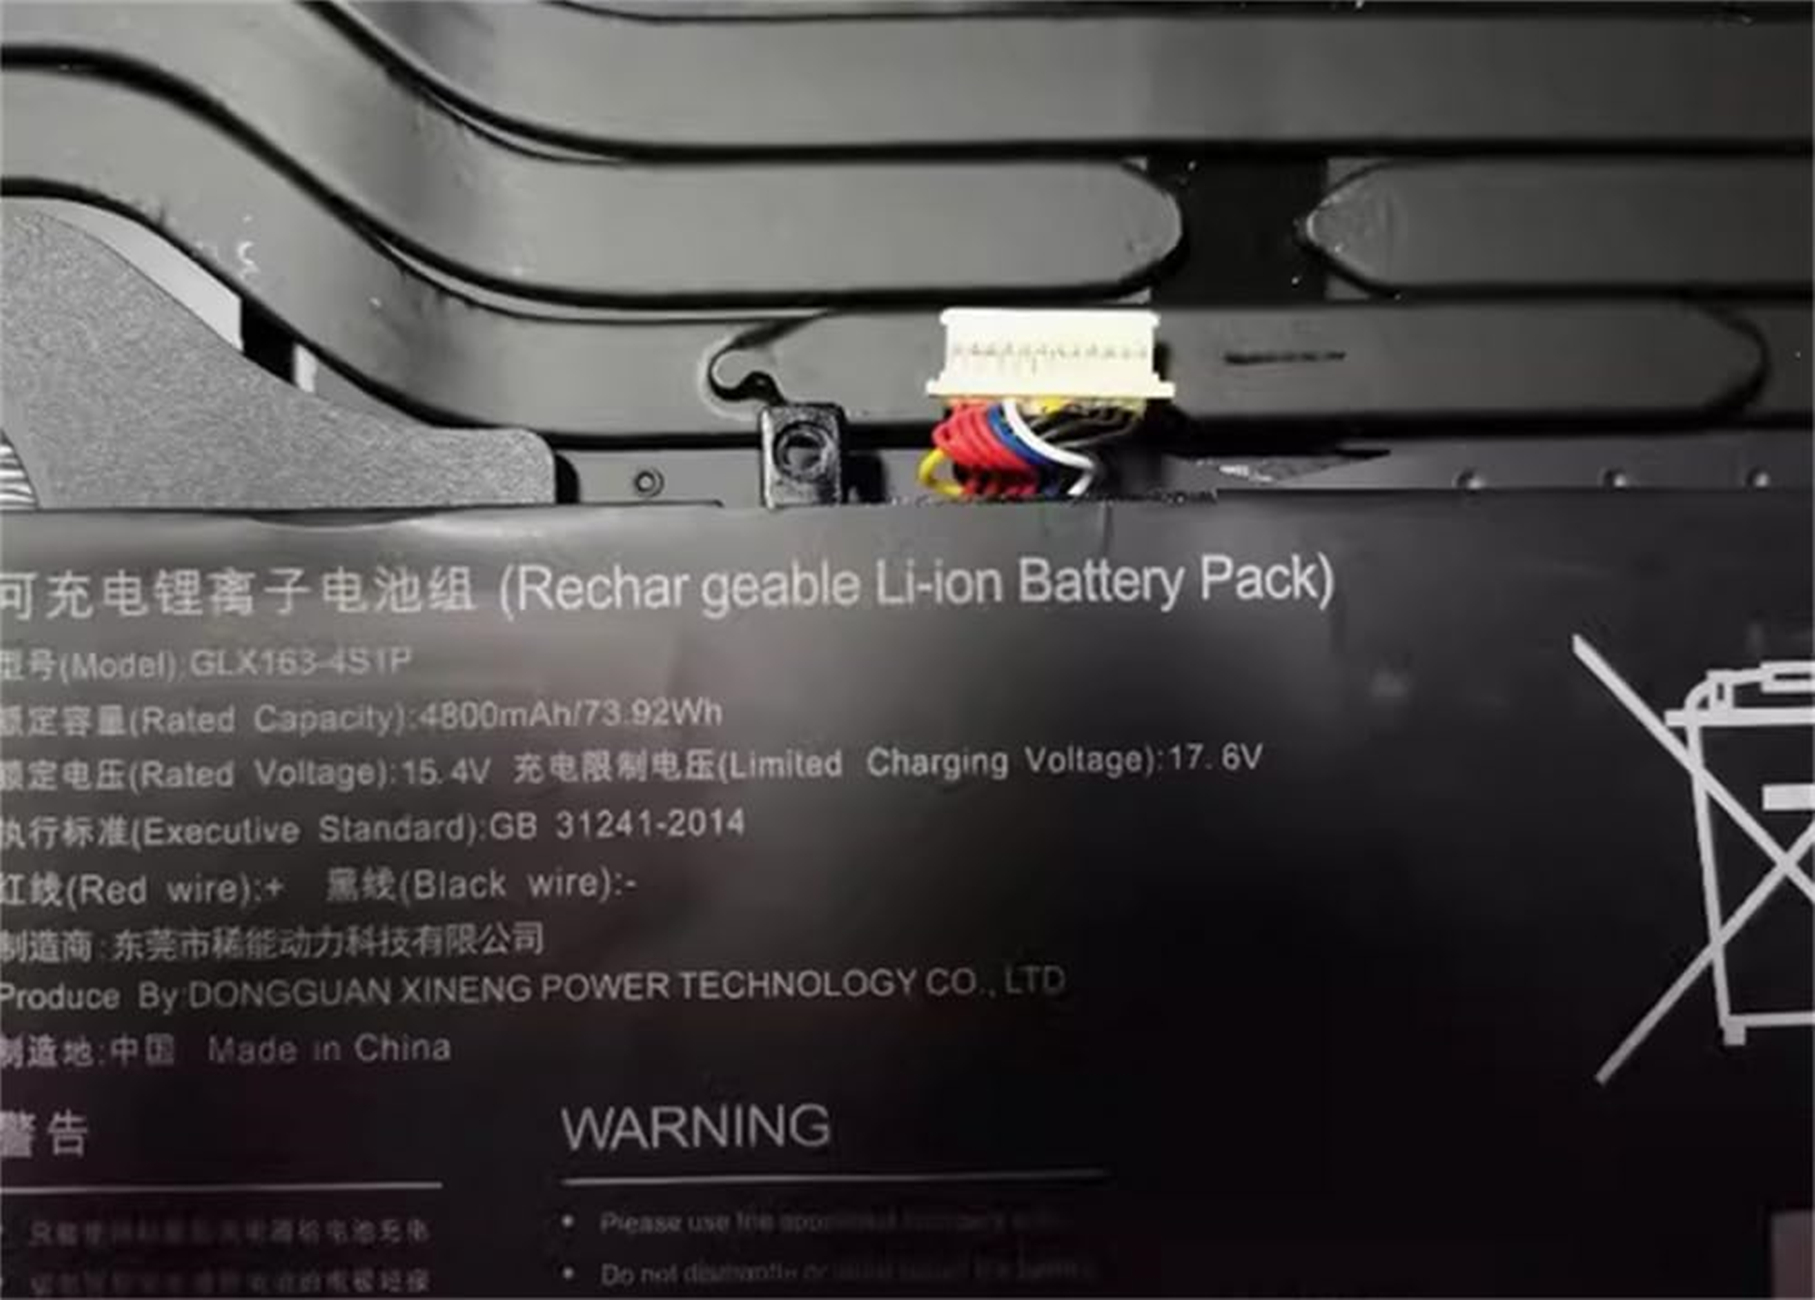 可充电锂离子电池组 (Rechar geable Li-ion Battery Pack)
型号(Model):GLX163-4S1P
额定容量(Rated Capacity):4800mAh/73.92Wh
额定电压(Rated Voltage):15.4V 充电限制电压(Limited Charging Voltage):17.6V
执行标准(Executive Standard):GB 31241-2014
红线(Red wire):+ 黑线(Black wire):-
制造商:东莞市稀能动力科技有限公司
Produce By:DONGGUAN XINENG POWER TECHNOLOGY CO., LTD
制造地:中国 Made in China
警告
WARNING
• Please use the
• Do not dismantle or